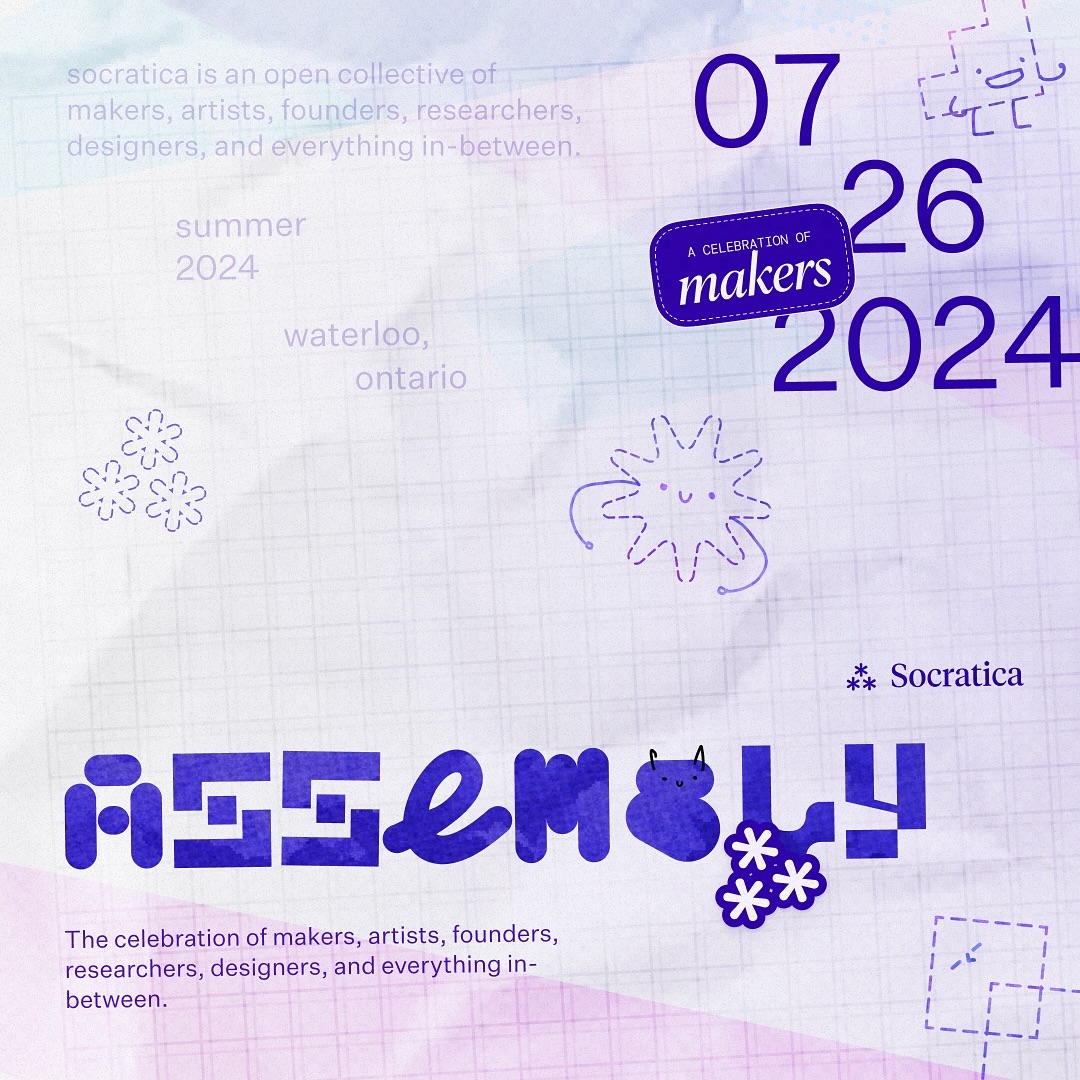 socratica is an open collective of
makers, artists, founders, researchers,
designers, and everything in-between.
summer
2024
waterloo,
ontario
07
26
2024
A CELEBRATION OF
makers
Socratica
ASSEMBLY
The celebration of makers, artists, founders,
researchers, designers, and everything in-
between.